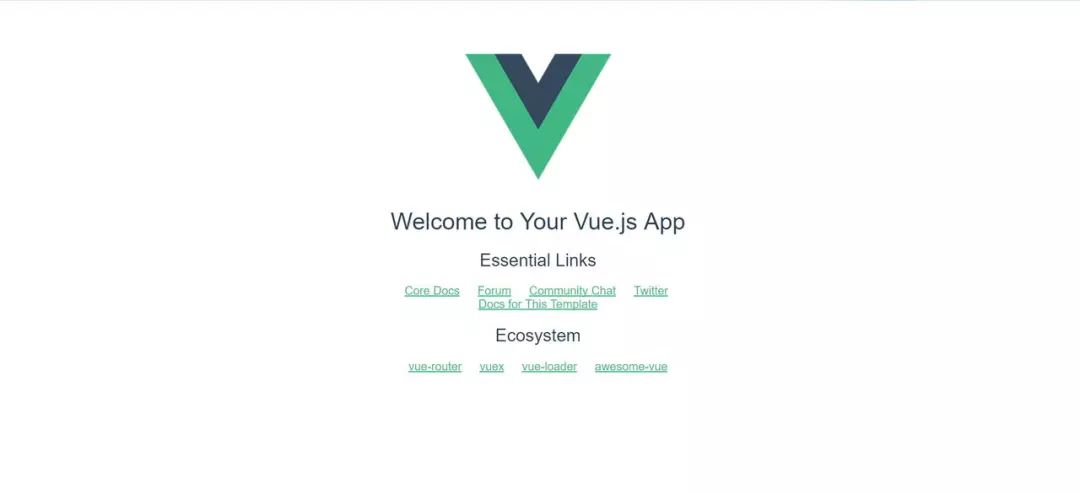 Welcome to Your Vue.js App
Essential Links
Core Docs Forum Community Chat Twitter
Docs for This Template
Ecosystem
vue-router vuex vue-loader awesome-vue